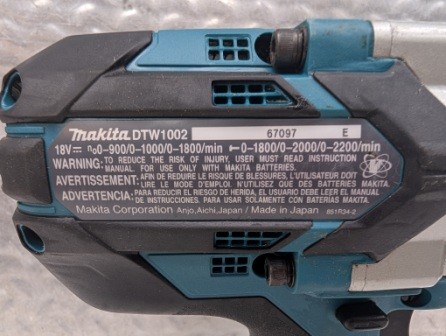 makita DTW1002 67097 E
18V⎓ n₀0-900/0-1000/0-1800/min 0-1800/0-2000/0-2200/min
WARNING: TO REDUCE THE RISK OF INJURY, USER MUST READ INSTRUCTION
MANUAL. FOR USE ONLY WITH MAKITA BATTERIES.
AVERTISSEMENT: AFIN DE REDUIRE LE RISQUE DE BLESSURES, L'UTILISATEUR DOIT
LIRE LE MODE D'EMPLOI. N'UTILISEZ QUE DES BATTERIES MAKITA.
ADVERTENCIA: PARA REDUCIR EL RIESGO DE HERIDAS, EL USUARIO DEBE LEER EL MANUAL
DE INSTRUCCIONES. PARA USAR SOLAMENTE CON BATERIAS MAKITA.
Makita Corporation Anjo, Aichi, Japan / Made in Japan 851R34-2